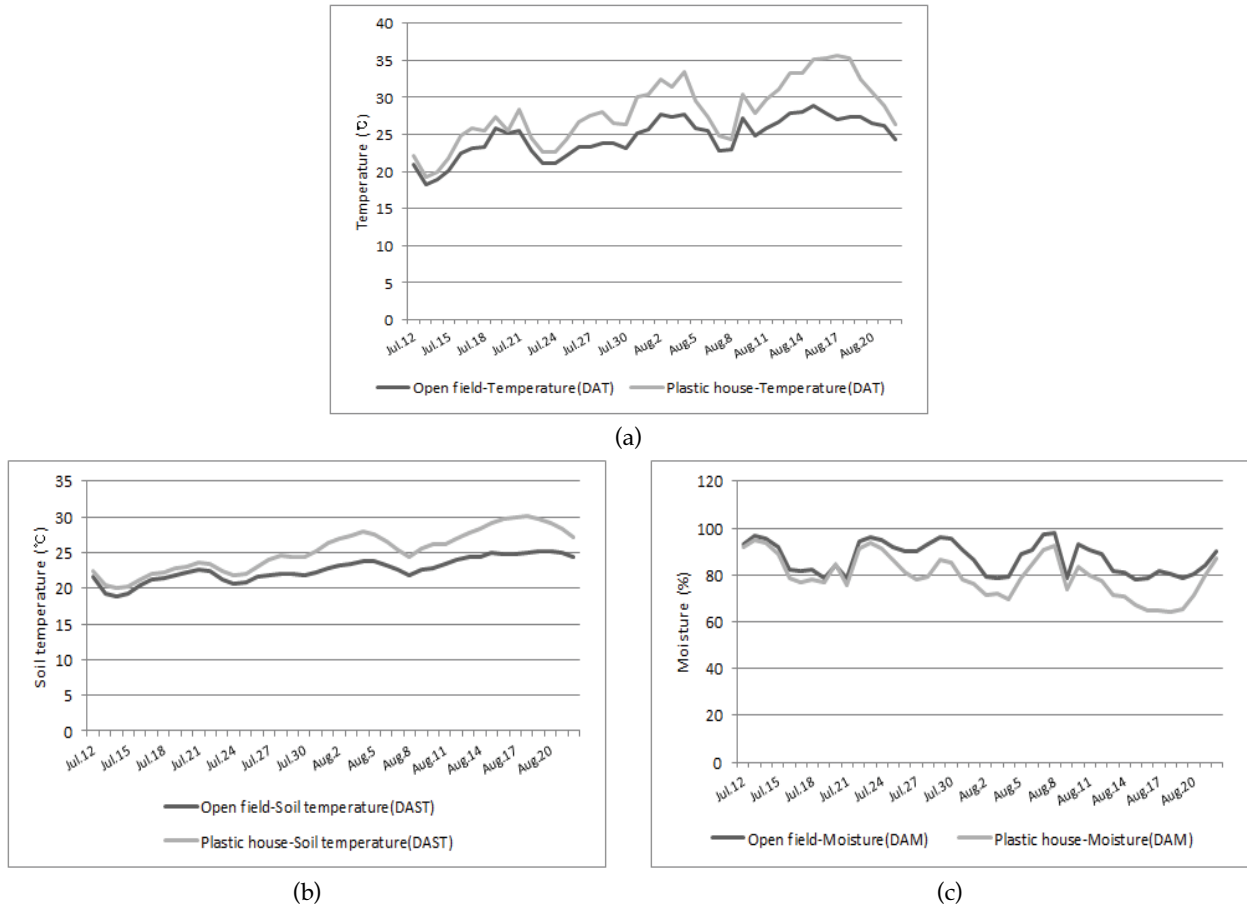 40
35
30
25
20
15
10
5
0
Temperature (℃)
Jul.12 Jul.15 Jul.18 Jul.21 Jul.24 Jul.27 Jul.30 Aug.2 Aug.5 Aug.8 Aug.11 Aug.14 Aug.17 Aug.20
Open field-Temperature(DAT) Plastic house-Temperature(DAT)
(a)
35
30
25
20
15
10
5
0
Soil temperature (℃)
Jul.12 Jul.15 Jul.18 Jul.21 Jul.24 Jul.27 Jul.30 Aug.2 Aug.5 Aug.8 Aug.11 Aug.14 Aug.17 Aug.20
Open field-Soil temperature(DAST)
Plastic house-Soil temperature(DAST)
(b)
120
100
80
60
40
20
0
Moisture (%)
Jul.12 Jul.15 Jul.18 Jul.21 Jul.24 Jul.27 Jul.30 Aug.2 Aug.5 Aug.8 Aug.11 Aug.14 Aug.17 Aug.20
Open field-Moisture(DAM) Plastic house-Moisture(DAM)
(c)